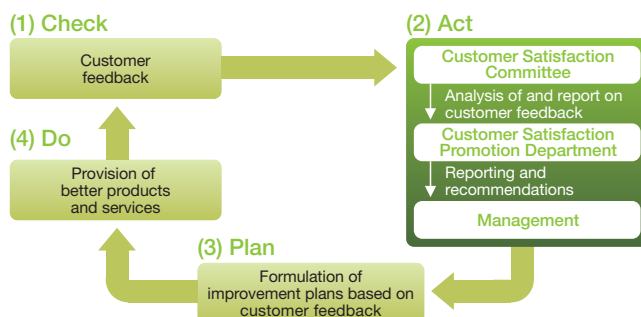 (1) Check
Customer
feedback
(2) Act
Customer Satisfaction
Committee
Analysis of and report on
customer feedback
Customer Satisfaction
Promotion Department
Reporting and
recommendations
Management
(3) Plan
Formulation of
improvement plans based on
customer feedback
(4) Do
Provision of
better products
and services